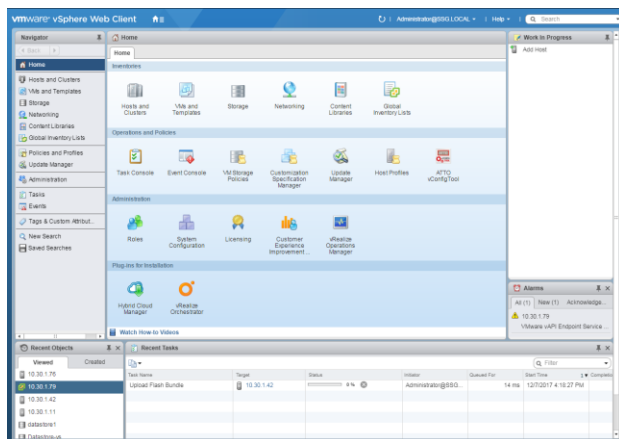 vmware® vSphere Web Client
Administrator@SSG.LOCAL
Help
Search
Navigator
Back
Home
Hosts and Clusters
VMs and Templates
Storage
Networking
Content Libraries
Global Inventory Lists
Policies and Profiles
Update Manager
Administration
Tasks
Events
Tags & Custom Attribut...
New Search
Saved Searches
Home
Home
Inventories
Hosts and
Clusters
VMs and
Templates
Storage
Networking
Content
Libraries
Global
Inventory Lists
Operations and Policies
Task Console
Event Console
VM Storage
Policies
Customization
Specification
Manager
Update
Manager
Host Profiles
ATTO
vConfigTool
Administration
Roles
System
Configuration
Licensing
Customer
Experience
Improvement...
vRealize
Operations
Manager
Plug-ins for Installation
Hybrid Cloud
Manager
vRealize
Orchestrator
Watch How-to Videos
Work In Progress
Add Host
Alarms
All (1) New (1) Acknowledge...
10.30.1.79
VMware vAPI Endpoint Service ...
Recent Objects
Viewed Created
10.30.1.76
10.30.1.79
10.30.1.42
10.30.1.11
datastore1
Recent Tasks
Filter
Task Name Target Status Initiator Queued For Start Time Completio
Upload Flash Bundle 10.30.1.42 0 % Administrator@SSG... 14 ms 12/7/2017 4:18:27 PM